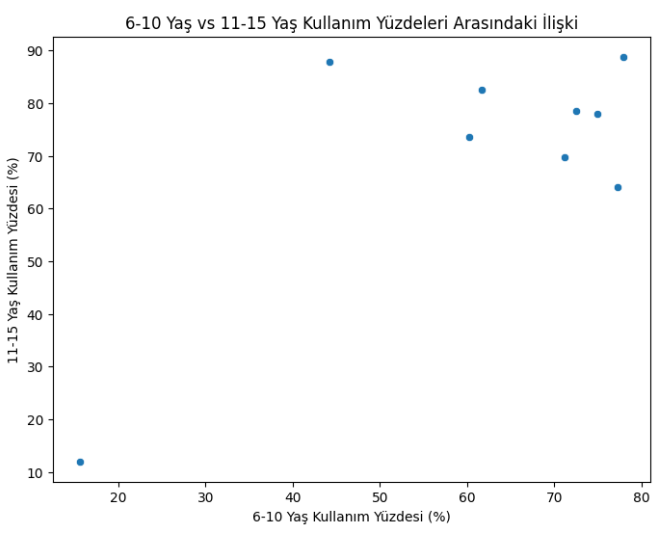 6-10 Yaş vs 11-15 Yaş Kullanım Yüzdeleri Arasındaki İlişki
11-15 Yaş Kullanım Yüzdesi (%)
90
80
70
60
50
40
30
20
10
20 30 40 50 60 70 80
6-10 Yaş Kullanım Yüzdesi (%)